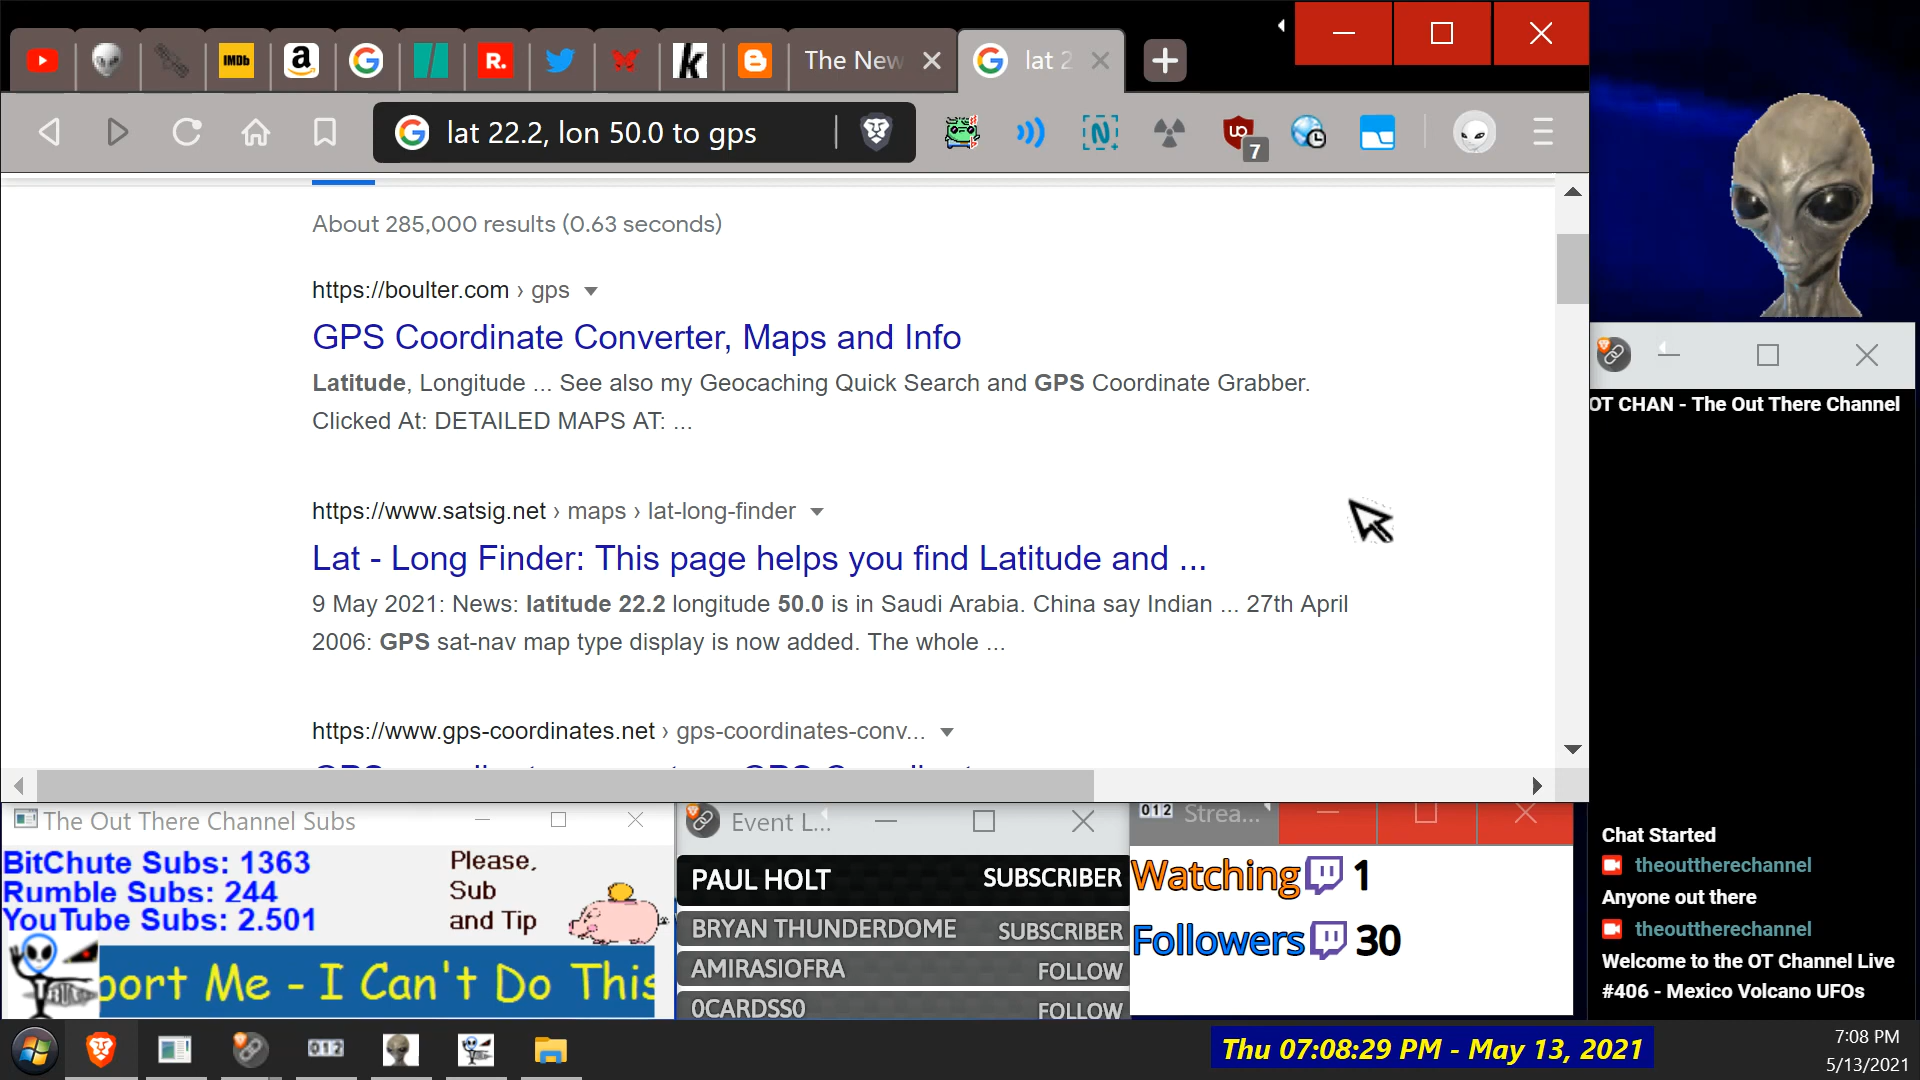 IMDb
a
R.
k
The New
lat 2
lat 22.2, lon 50.0 to gps
N
UO
7
About 285,000 results (0.63 seconds)
https://boulter.com › gps
GPS Coordinate Converter, Maps and Info
Latitude, Longitude ... See also my Geocaching Quick Search and GPS Coordinate Grabber.
Clicked At: DETAILED MAPS AT: ...
https://www.satsig.net › maps › lat-long-finder
Lat - Long Finder: This page helps you find Latitude and ...
9 May 2021: News: latitude 22.2 longitude 50.0 is in Saudi Arabia. China say Indian ... 27th April
2006: GPS sat-nav map type display is now added. The whole ...
https://www.gps-coordinates.net › gps-coordinates-conv...
OT CHAN - The Out There Channel
Chat Started
theouttherechannel
Anyone out there
theouttherechannel
Welcome to the OT Channel Live
#406 - Mexico Volcano UFOs
The Out There Channel Subs
BitChute Subs: 1363
Rumble Subs: 244
YouTube Subs: 2.501
Please,
Sub
and Tip
port Me - I Can't Do This
Event L...
PAUL HOLT SUBSCRIBER
BRYAN THUNDERDOME SUBSCRIBER
AMIRASIOFRA FOLLOW
0CARDSS0 FOLLOW
012 Strea...
Watching 1
Followers 30
012
Thu 07:08:29 PM - May 13, 2021
7:08 PM
5/13/2021